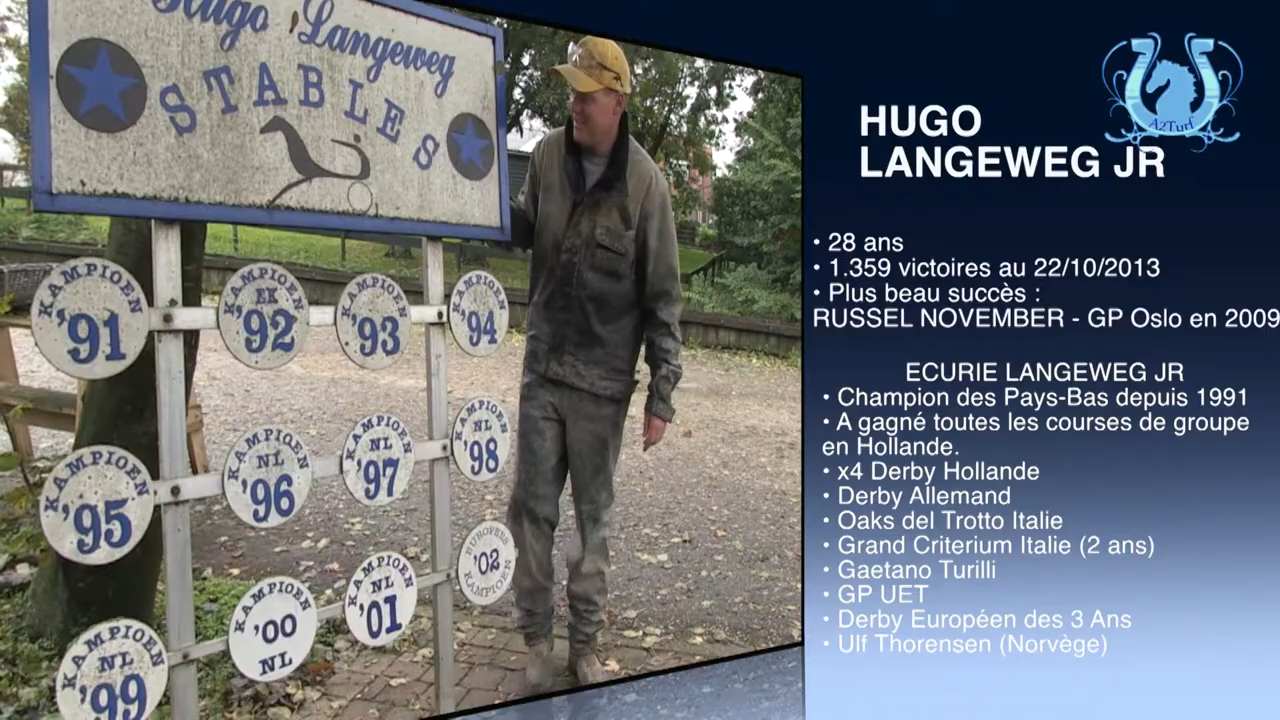 Hugo Langeweg
STABLES
KAMPIOEN
'91
KAMPIOEN
EK
'92
KAMPIOEN
'93
KAMPIOEN
'94
KAMPIOEN
'95
KAMPIOEN
NL
'96
KAMPIOEN
NL
'97
KAMPIOEN
NL
'98
KAMPIOEN
NL
'99
KAMPIOEN
'00
NL
KAMPIOEN
NL
'01
EUROPEES
'02
KAMPIOEN
A2Turf
HUGO
LANGEWEG JR
• 28 ans
• 1.359 victoires au 22/10/2013
• Plus beau succès :
RUSSEL NOVEMBER - GP Oslo en 2009
ECURIE LANGEWEG JR
• Champion des Pays-Bas depuis 1991
• A gagné toutes les courses de groupe
en Hollande.
• x4 Derby Hollande
• Derby Allemand
• Oaks del Trotto Italie
• Grand Criterium Italie (2 ans)
• Gaetano Turilli
• GP UET
• Derby Européen des 3 Ans
• Ulf Thorensen (Norvège)